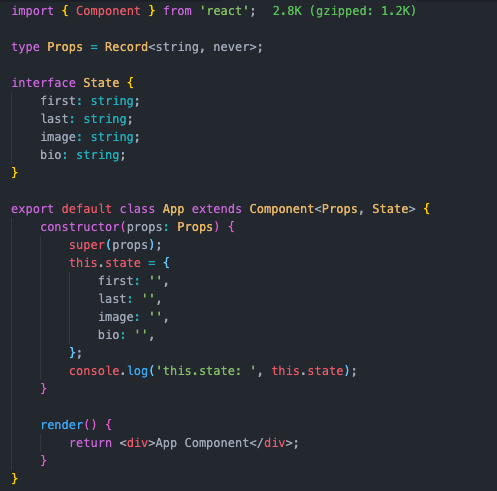 import { Component } from 'react';  2.8K (gzipped: 1.2K)

type Props = Record<string, never>;

interface State {
    first: string;
    last: string;
    image: string;
    bio: string;
}

export default class App extends Component<Props, State> {
    constructor(props: Props) {
        super(props);
        this.state = {
            first: '',
            last: '',
            image: '',
            bio: '',
        };
        console.log('this.state: ', this.state);
    }

    render() {
        return <div>App Component</div>;
    }
}